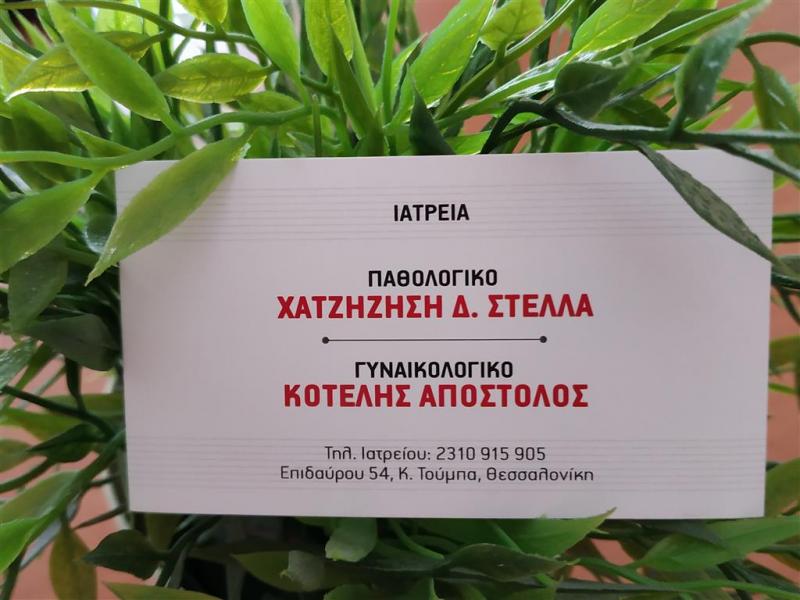 ΙΑΤΡΕΙΑ
ΠΑΘΟΛΟΓΙΚΟ
ΧΑΤΖΗΖΗΣΗ Δ. ΣΤΕΛΛΑ
ΓΥΝΑΙΚΟΛΟΓΙΚΟ
ΚΟΤΕΛΗΣ ΑΠΟΣΤΟΛΟΣ
Τηλ. Ιατρείου: 2310 915 905
Επιδαύρου 54, Κ. Τούμπα, Θεσσαλονίκη